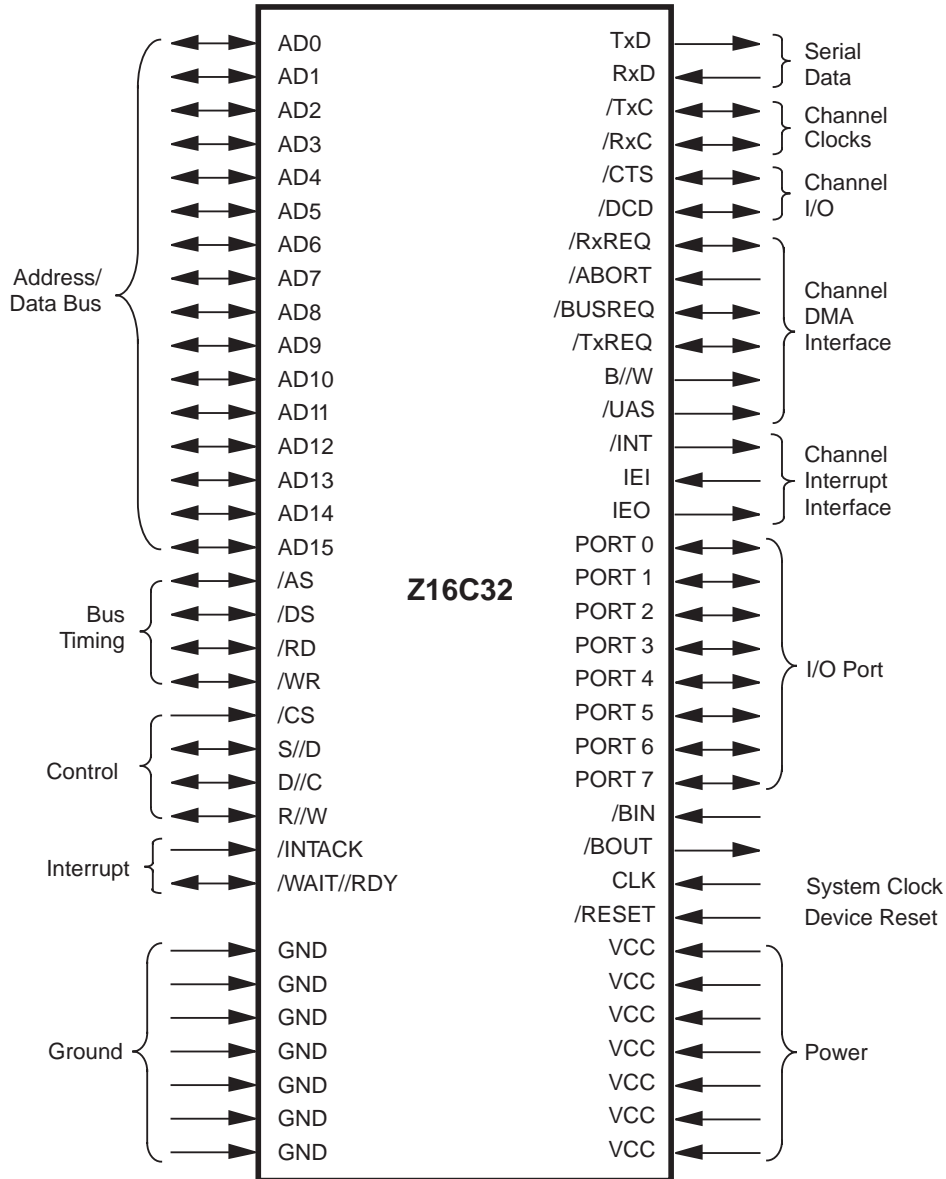 AD0
AD1
AD2
AD3
AD4
AD5
AD6
AD7
AD8
AD9
AD10
AD11
AD12
AD13
AD14
AD15
/AS
/DS
/RD
/WR
/CS
S//D
D//C
R//W
/INTACK
/WAIT//RDY
GND
GND
GND
GND
GND
GND
GND
Address/
Data Bus
Bus
Timing
Control
Interrupt
Ground
Z16C32
TxD
RxD
/TxC
/RxC
/CTS
/DCD
/RxREQ
/ABORT
/BUSREQ
/TxREQ
B//W
/UAS
/INT
IEI
IEO
PORT 0
PORT 1
PORT 2
PORT 3
PORT 4
PORT 5
PORT 6
PORT 7
/BIN
/BOUT
CLK
/RESET
VCC
VCC
VCC
VCC
VCC
VCC
VCC
Serial
Data
Channel
Clocks
Channel
I/O
Channel
DMA
Interface
Channel
Interrupt
Interface
I/O Port
System Clock
Device Reset
Power